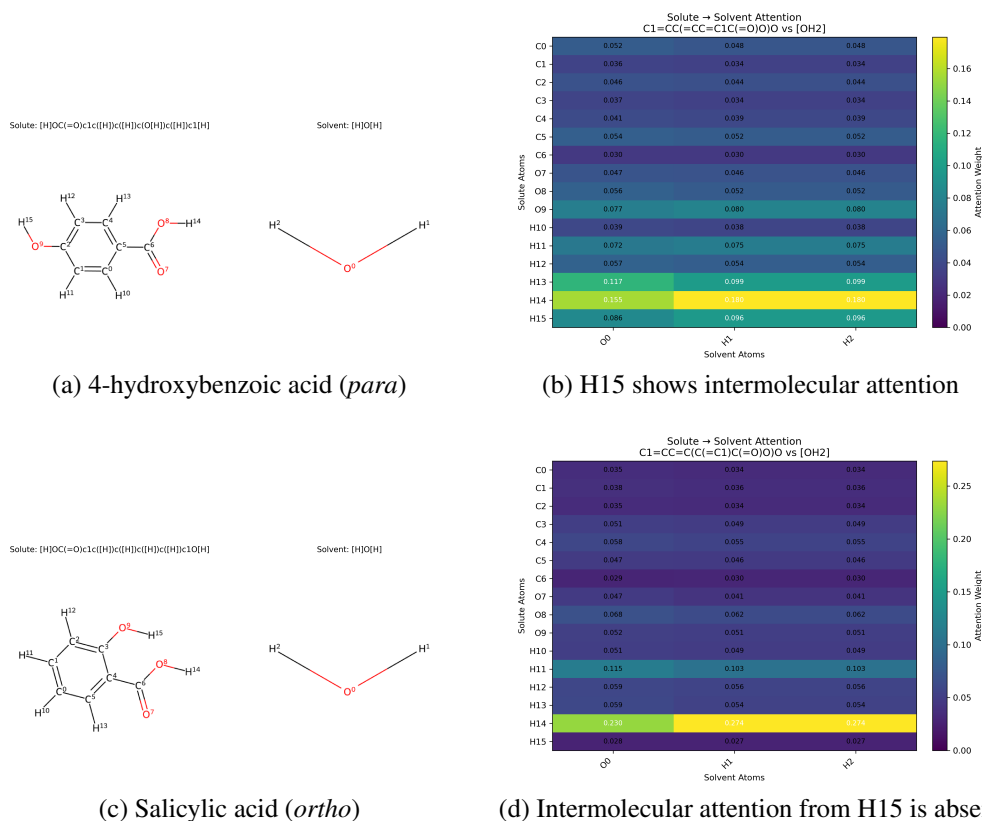 Solute: [H]OC(=O)c1c([H])c([H])c(O[H])c([H])c1[H]
Solvent: [H]O[H]
H12 H13
H15 C3 C4 O8 H14
O9 C5 C6
C1 C0 O7
H11 H10
H2 H1
O0
Solute → Solvent Attention
C1=CC(=CC=C1C(=O)O)O vs [OH2]
C0 0.052 0.048 0.048
C1 0.036 0.034 0.034
C2 0.046 0.044 0.044
C3 0.037 0.034 0.034
C4 0.041 0.039 0.039
C5 0.054 0.052 0.052
C6 0.030 0.030 0.030
O7 0.047 0.046 0.046
O8 0.056 0.052 0.052
O9 0.077 0.080 0.080
H10 0.039 0.038 0.038
H11 0.072 0.075 0.075
H12 0.057 0.054 0.054
H13 0.117 0.099 0.099
H14 0.155 0.180 0.180
H15 0.086 0.096 0.096
O0 H1 H2
Solute Atoms
Solvent Atoms
0.16
0.14
0.12
0.10
0.08
0.06
0.04
0.02
0.00
Attention Weight
(a) 4-hydroxybenzoic acid (para)
(b) H15 shows intermolecular attention
Solute: [H]OC(=O)c1c([H])c([H])c([H])c([H])c1O[H]
Solvent: [H]O[H]
H12 O9 H15
H11 C2 C3 O8 H14
C1 C4 C6
C0 C5 O7
H10 H13
H2 H1
O0
Solute → Solvent Attention
C1=CC=C(C(=C1)C(=O)O)O vs [OH2]
C0 0.035 0.034 0.034
C1 0.038 0.036 0.036
C2 0.035 0.034 0.034
C3 0.051 0.049 0.049
C4 0.058 0.055 0.055
C5 0.047 0.046 0.046
C6 0.029 0.030 0.030
O7 0.047 0.041 0.041
O8 0.068 0.062 0.062
O9 0.052 0.051 0.051
H10 0.051 0.049 0.049
H11 0.115 0.103 0.103
H12 0.059 0.056 0.056
H13 0.059 0.054 0.054
H14 0.230 0.274 0.274
H15 0.028 0.027 0.027
O0 H1 H2
Solute Atoms
Solvent Atoms
0.25
0.20
0.15
0.10
0.05
0.00
Attention Weight
(c) Salicylic acid (ortho)
(d) Intermolecular attention from H15 is abse